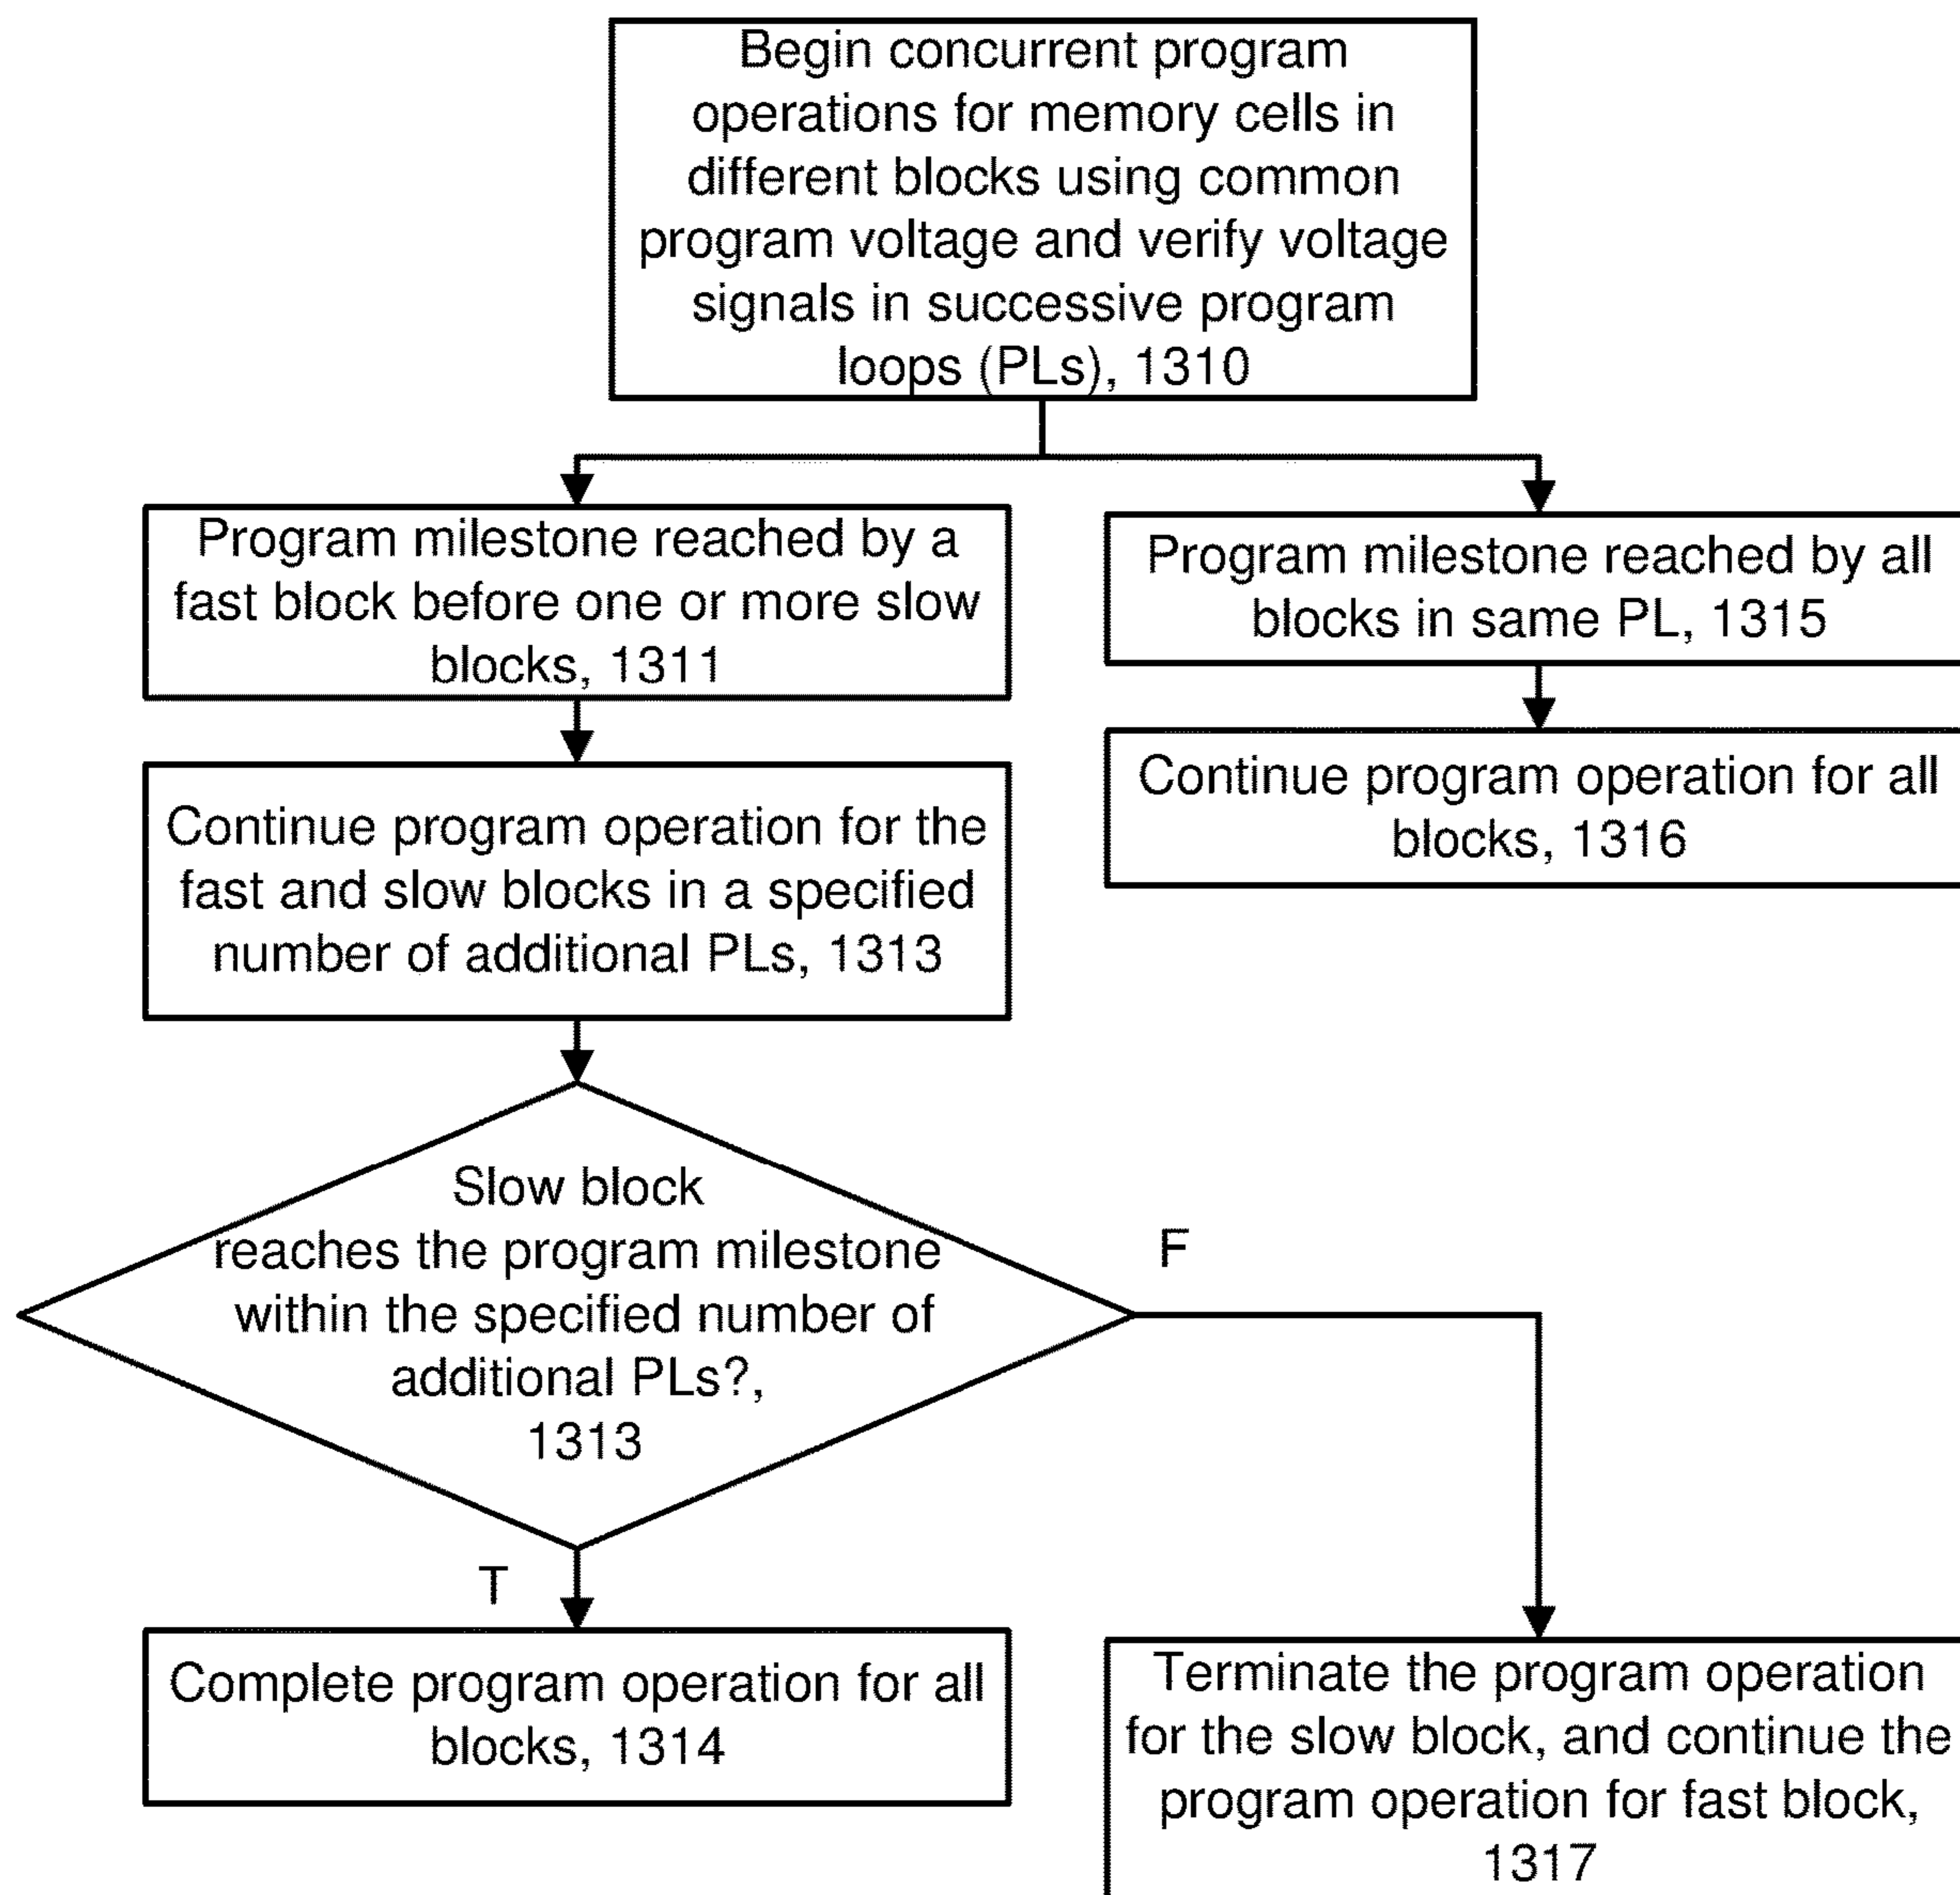 Begin concurrent program
operations for memory cells in
different blocks using common
program voltage and verify voltage
signals in successive program
loops (PLs), 1310
Program milestone reached by a
fast block before one or more slow
blocks, 1311
Program milestone reached by all
blocks in same PL, 1315
Continue program operation for the
fast and slow blocks in a specified
number of additional PLs, 1313
Continue program operation for all
blocks, 1316
Slow block
reaches the program milestone
within the specified number of
additional PLs?,
1313
F
T
Complete program operation for all
blocks, 1314
Terminate the program operation
for the slow block, and continue the
program operation for fast block,
1317